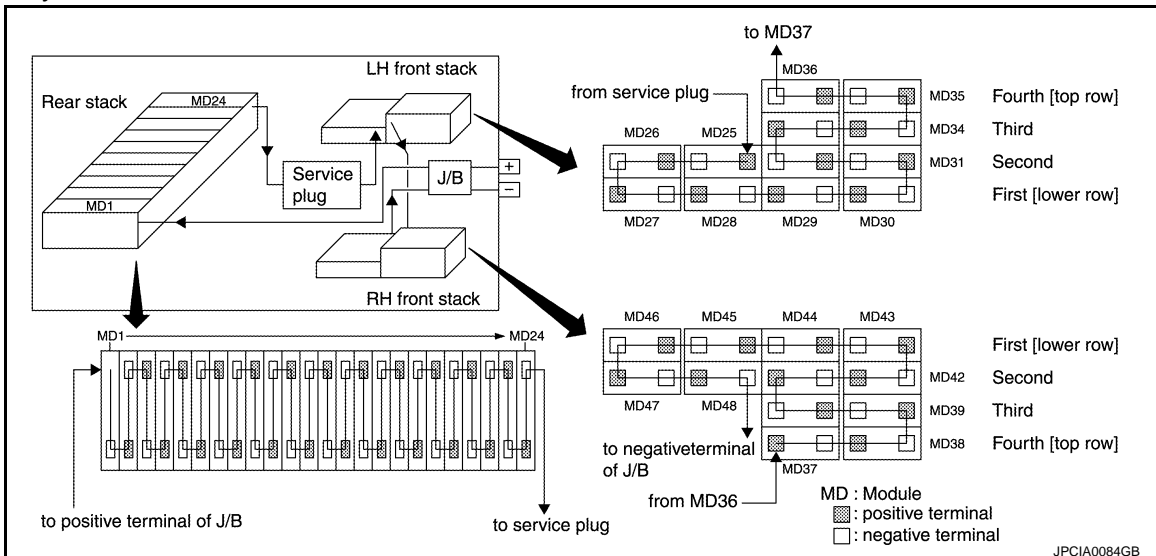 LH front stack
Rear stack
MD24
Service
plug
J/B
+
−
MD1
RH front stack
to MD37
MD36
from service plug
MD35
Fourth [top row]
MD26
MD25
MD34
Third
MD31
Second
First [lower row]
MD27
MD28
MD29
MD30
MD1
MD24
to positive terminal of J/B
to service plug
MD46
MD45
MD44
MD43
First [lower row]
MD42
Second
MD47
MD48
MD39
Third
to negativeterminal
of J/B
MD38
Fourth [top row]
MD37
from MD36
MD : Module
: positive terminal
: negative terminal
JPCIA0084GB